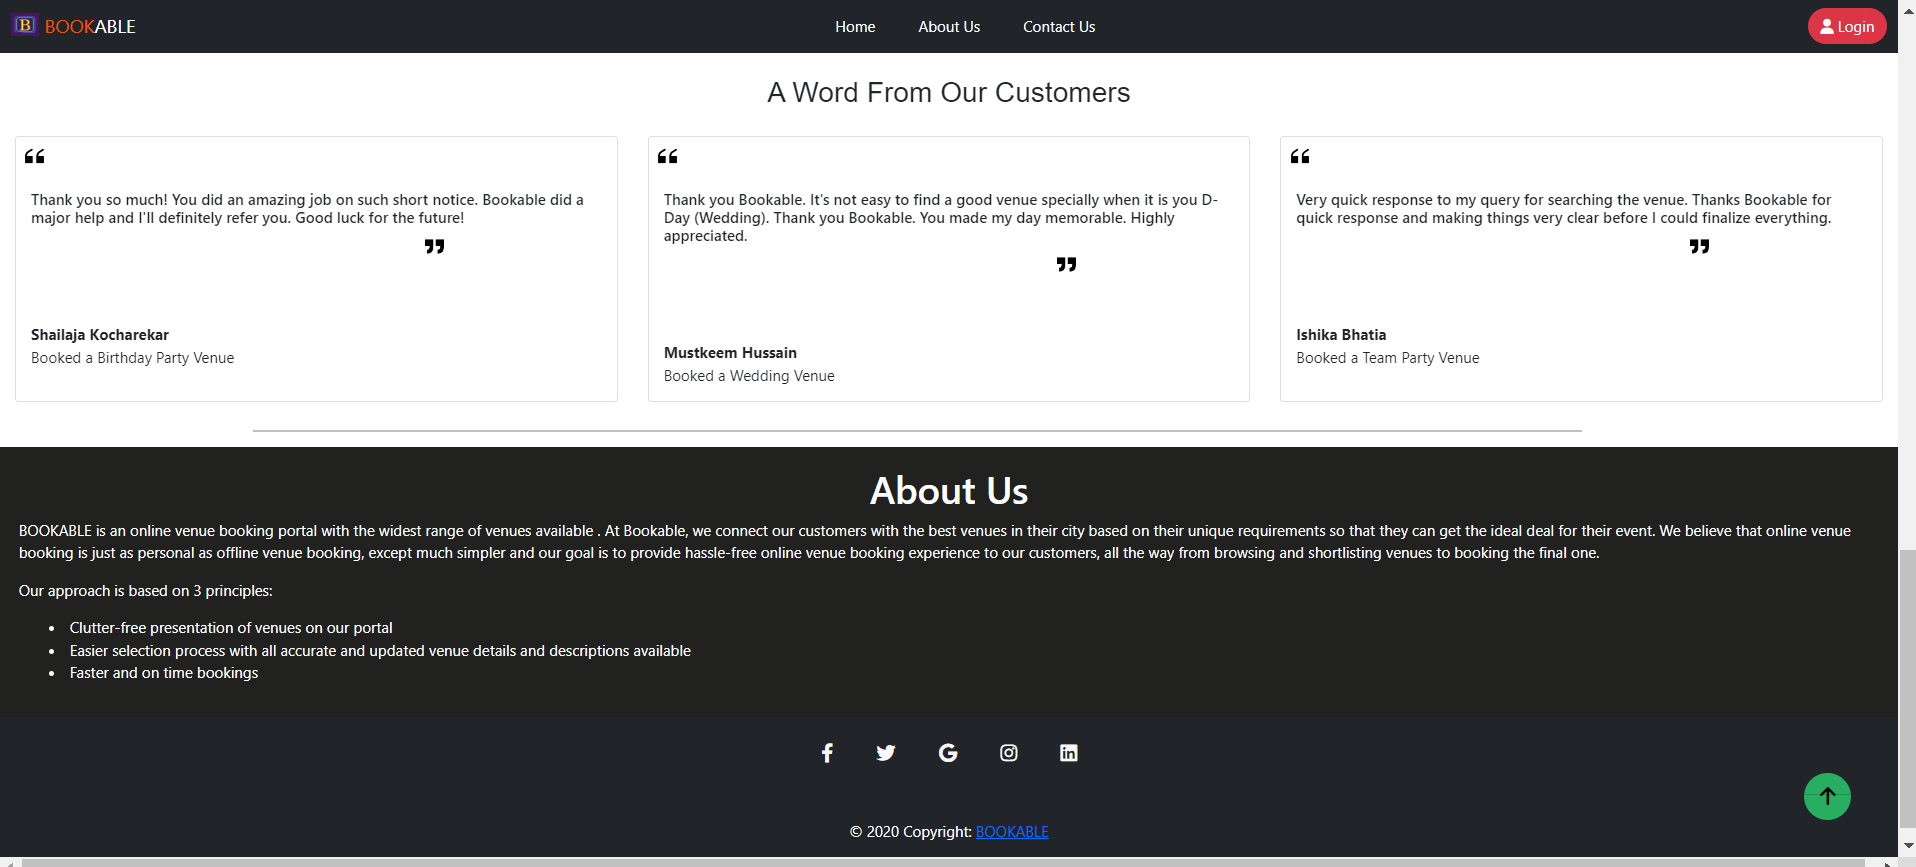 B BOOKABLE
Home About Us Contact Us
Login
A Word From Our Customers
“
Thank you so much! You did an amazing job on such short notice. Bookable did a
major help and I'll definitely refer you. Good luck for the future!
”
Shailaja Kocharekar
Booked a Birthday Party Venue
“
Thank you Bookable. It's not easy to find a good venue specially when it is you D-
Day (Wedding). Thank you Bookable. You made my day memorable. Highly
appreciated.
”
Mustkeem Hussain
Booked a Wedding Venue
“
Very quick response to my query for searching the venue. Thanks Bookable for
quick response and making things very clear before I could finalize everything.
”
Ishika Bhatia
Booked a Team Party Venue
About Us
BOOKABLE is an online venue booking portal with the widest range of venues available . At Bookable, we connect our customers with the best venues in their city based on their unique requirements so that they can get the ideal deal for their event. We believe that online venue
booking is just as personal as offline venue booking, except much simpler and our goal is to provide hassle-free online venue booking experience to our customers, all the way from browsing and shortlisting venues to booking the final one.
Our approach is based on 3 principles:
• Clutter-free presentation of venues on our portal
• Easier selection process with all accurate and updated venue details and descriptions available
• Faster and on time bookings
© 2020 Copyright: BOOKABLE